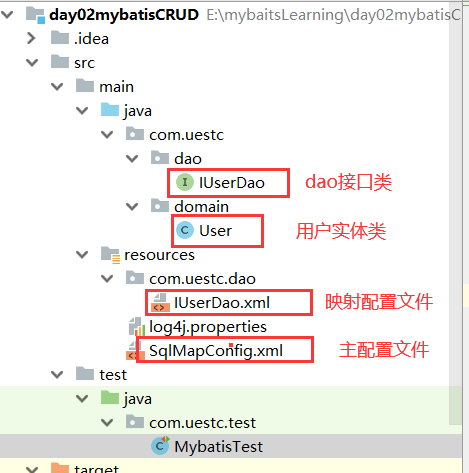 day02mybatisCRUD E:\mybaitsLearning\day02mybatisC
.idea
src
main
java
com.uestc
dao
IUserDao dao接口类
domain
User 用户实体类
resources
com.uestc.dao
IUserDao.xml 映射配置文件
log4j.properties
SqlMapConfig.xml 主配置文件
test
java
com.uestc.test
MybatisTest
target